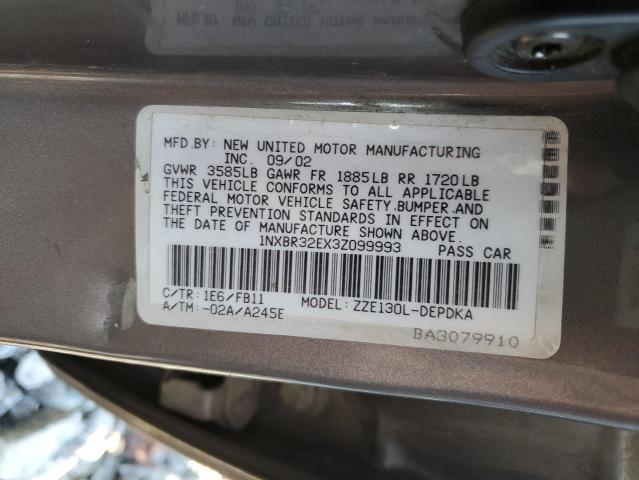 MFD.BY: NEW UNITED MOTOR MANUFACTURING
INC. 09/02
GVWR 3585LB GAWR FR 1885LB RR 1720LB
THIS VEHICLE CONFORMS TO ALL APPLICABLE
FEDERAL MOTOR VEHICLE SAFETY,BUMPER,AND
THEFT PREVENTION STANDARDS IN EFFECT ON
THE DATE OF MANUFACTURE SHOWN ABOVE.
1NXBR32EX3Z099993 PASS CAR
C/TR: 1E6/FB11 MODEL: ZZE130L-DEPDKA
A/TM: -02A/A245E
BA3079910